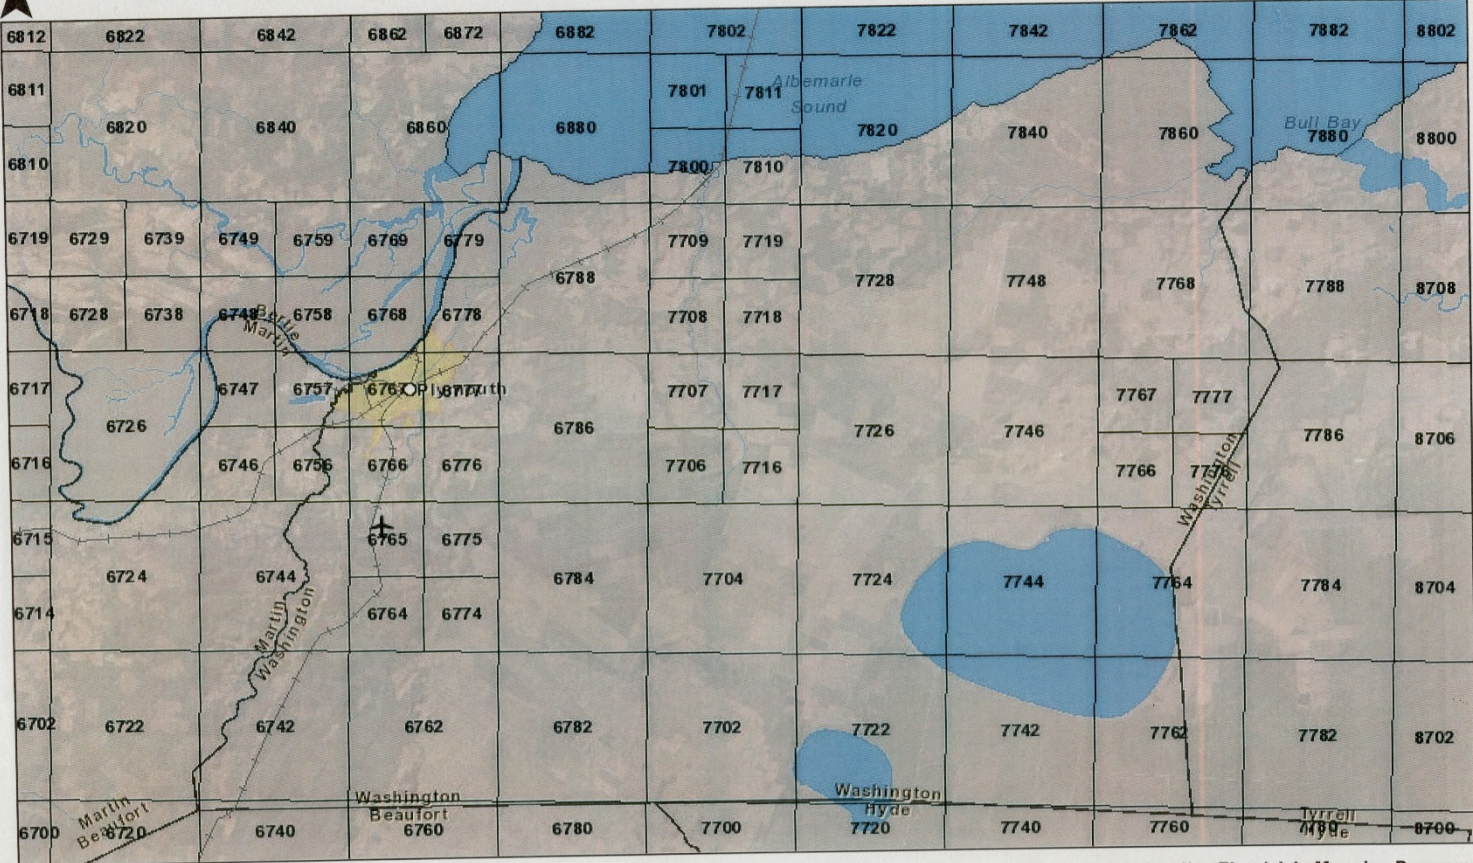 6812 6822 6842 6862 6872 6882 7802 7822 7842 7862 7882 8802
6811 7801 7811 Albemarle
Sound
6820 6840 6860 6880 7820 7840 7860 Bull Bay
7880 8800
6810 7800 7810
6719 6729 6739 6749 6759 6769 6779 7709 7719
6788 7728 7748 7768 7788 8708
6718 6728 6738 6748 6758 6768 6778 7708 7718
Bertie
Martin
6717 6747 6757 6767 Plymouth 6777 7707 7717 7767 7777
6726 6786 7726 7746 7786 8706
6716 6746 6756 6766 6776 7706 7716 7766 7776
Washington
Tyrrell
6715 6765 6775
6724 6744 6784 7704 7724 7744 7764 7784 8704
6714 6764 6774
Martin
Washington
6702 6722 6742 6762 6782 7702 7722 7742 7762 7782 8702
Martin
Beaufort
Washington
Beaufort
Washington
Hyde
Tyrrell
Hyde
6700 6720 6740 6760 6780 7700 7720 7740 7760 7780 8700